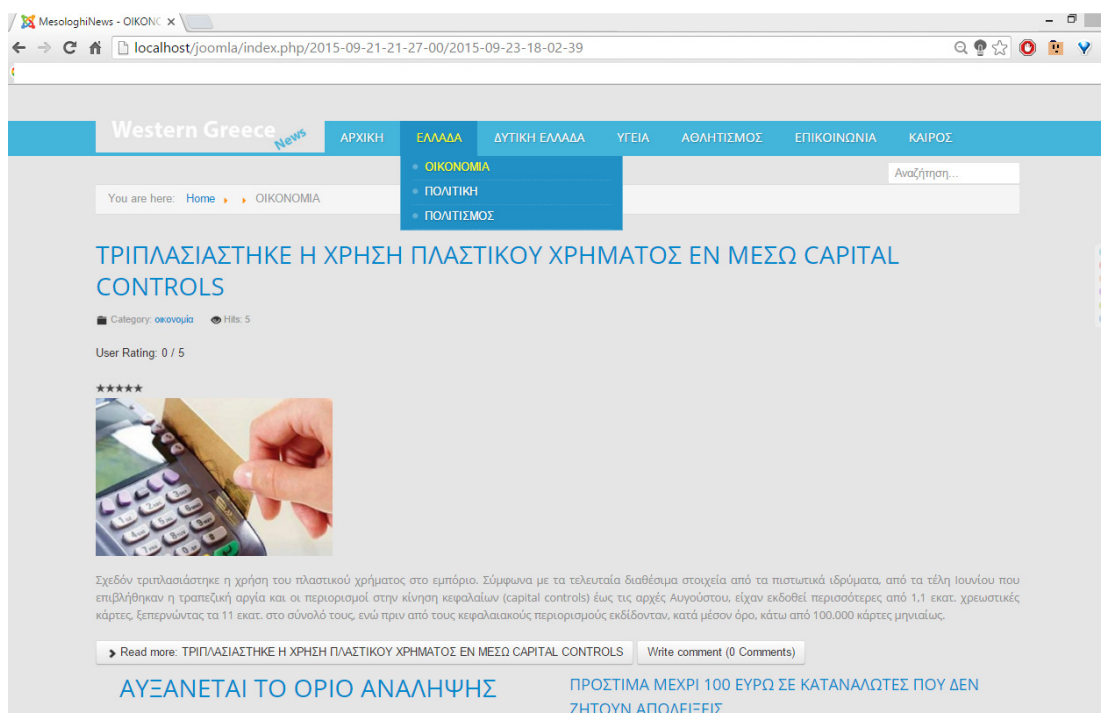 MesologhiNews - ΟΙΚΟΝΟ
localhost/joomla/index.php/2015-09-21-21-27-00/2015-09-23-18-02-39
Western Greece News
ΑΡΧΙΚΗ ΕΛΛΑΔΑ ΔΥΤΙΚΗ ΕΛΛΑΔΑ ΥΓΕΙΑ ΑΘΛΗΤΙΣΜΟΣ ΕΠΙΚΟΙΝΩΝΙΑ ΚΑΙΡΟΣ
ΟΙΚΟΝΟΜΙΑ
ΠΟΛΙΤΙΚΗ
ΠΟΛΙΤΙΣΜΟΣ
Αναζήτηση...
You are here: Home ΟΙΚΟΝΟΜΙΑ
ΤΡΙΠΛΑΣΙΑΣΤΗΚΕ Η ΧΡΗΣΗ ΠΛΑΣΤΙΚΟΥ ΧΡΗΜΑΤΟΣ ΕΝ ΜΕΣΩ CAPITAL
CONTROLS
Category: οικονομία Hits: 5
User Rating: 0 / 5
Σχεδόν τριπλασιάστηκε η χρήση του πλαστικού χρήματος στο εμπόριο. Σύμφωνα με τα τελευταία διαθέσιμα στοιχεία από τα πιστωτικά ιδρύματα, από τα τέλη Ιουνίου που
επιβλήθηκαν η τραπεζική αργία και οι περιορισμοί στην κίνηση κεφαλαίων (capital controls) έως τις αρχές Αυγούστου, είχαν εκδοθεί περισσότερες από 1,1 εκατ. χρεωστικές
κάρτες, ξεπερνώντας τα 11 εκατ. στο σύνολό τους, ενώ πριν από τους κεφαλαιακούς περιορισμούς εκδίδονταν, κατά μέσον όρο, κάτω από 100.000 κάρτες μηνιαίως.
Read more: ΤΡΙΠΛΑΣΙΑΣΤΗΚΕ Η ΧΡΗΣΗ ΠΛΑΣΤΙΚΟΥ ΧΡΗΜΑΤΟΣ ΕΝ ΜΕΣΩ CAPITAL CONTROLS Write comment (0 Comments)
ΑΥΞΑΝΕΤΑΙ ΤΟ ΟΡΙΟ ΑΝΑΛΗΨΗΣ
ΠΡΟΣΤΙΜΑ ΜΕΧΡΙ 100 ΕΥΡΩ ΣΕ ΚΑΤΑΝΑΛΩΤΕΣ ΠΟΥ ΔΕΝ
ΖΗΤΟΥΝ ΑΠΟΔΕΙΞΕΙΣ